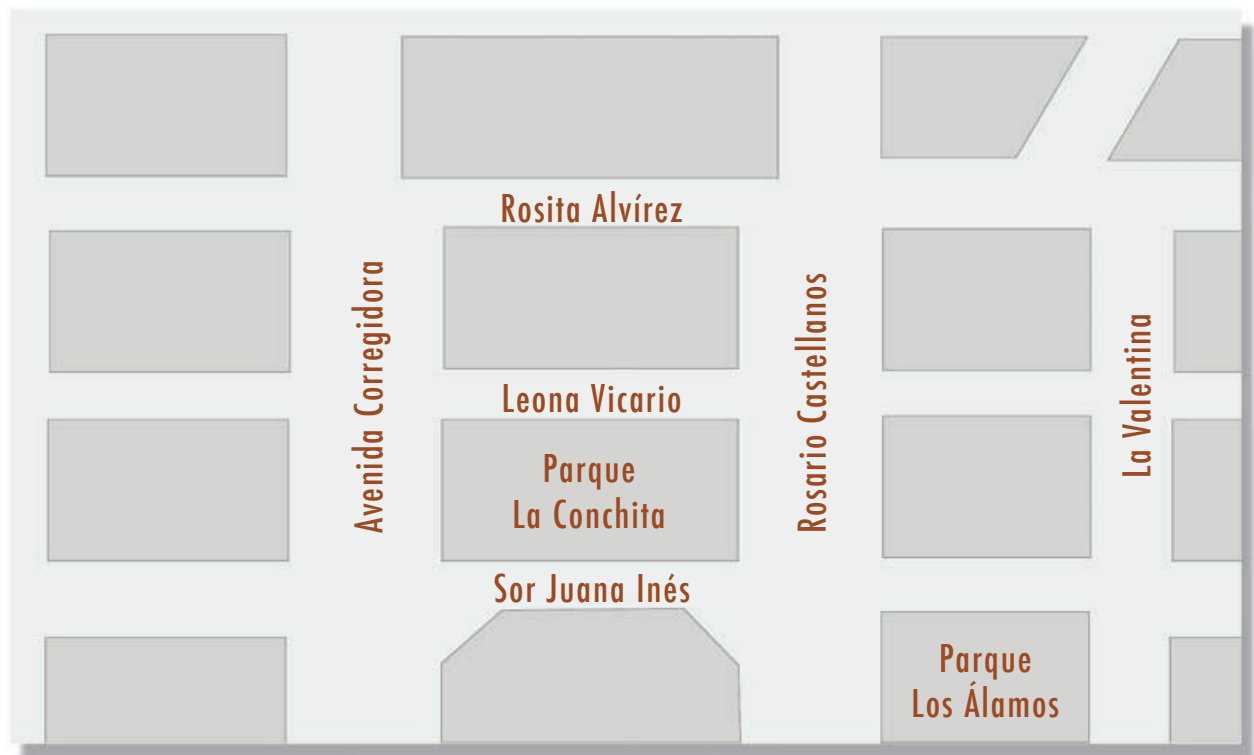 Rosita Alvírez
Avenida Corregidora
Rosario Castellanos
La Valentina
Leona Vicario
Parque
La Conchita
Sor Juana Inés
Parque
Los Álamos